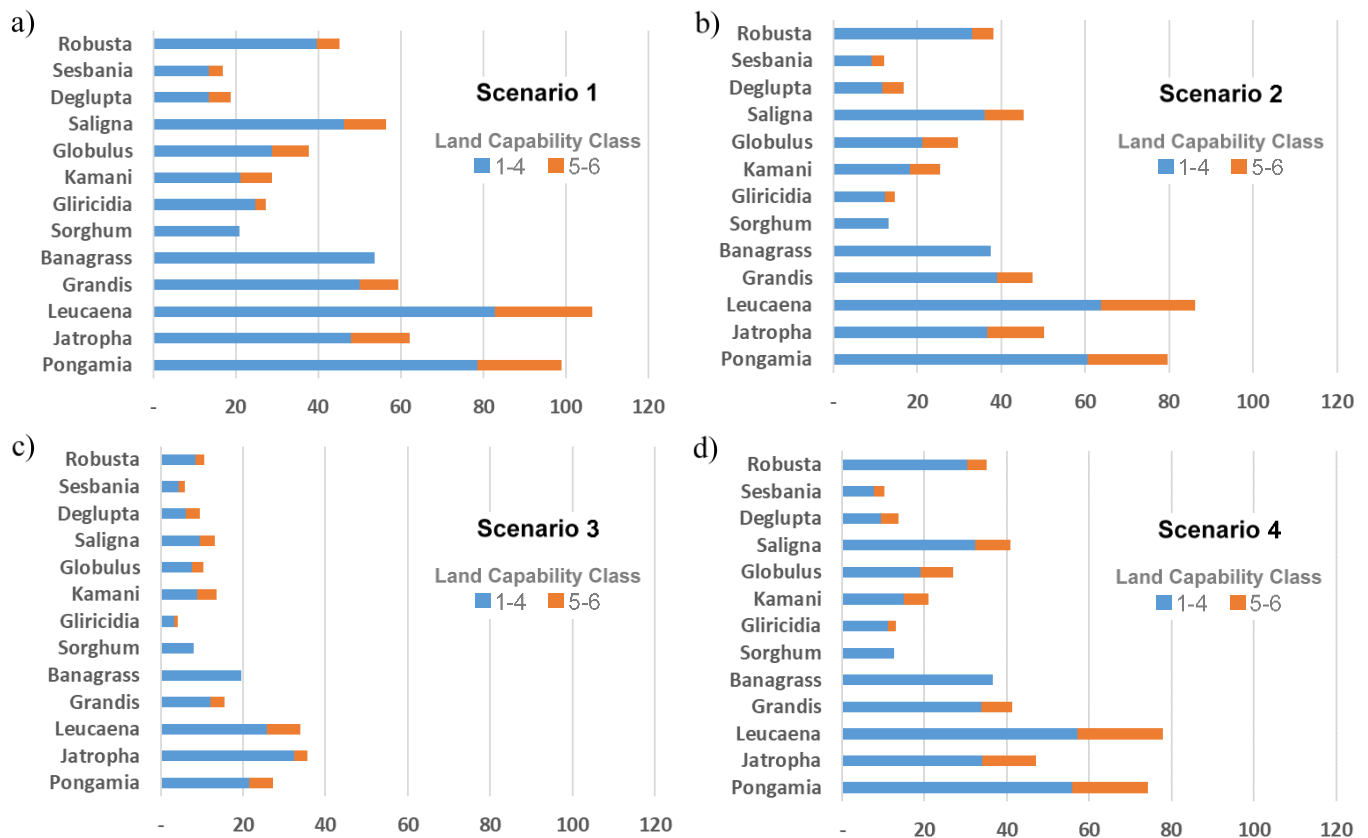 a)
Robusta
Sesbania
Deglupta
Saligna
Globulus
Kamani
Gliricidia
Sorghum
Banagrass
Grandis
Leucaena
Jatropha
Pongamia
- 20 40 60 80 100 120
Scenario 1
Land Capability Class
1-4 5-6
b)
Robusta
Sesbania
Deglupta
Saligna
Globulus
Kamani
Gliricidia
Sorghum
Banagrass
Grandis
Leucaena
Jatropha
Pongamia
- 20 40 60 80 100 120
Scenario 2
Land Capability Class
1-4 5-6
c)
Robusta
Sesbania
Deglupta
Saligna
Globulus
Kamani
Gliricidia
Sorghum
Banagrass
Grandis
Leucaena
Jatropha
Pongamia
- 20 40 60 80 100 120
Scenario 3
Land Capability Class
1-4 5-6
d)
Robusta
Sesbania
Deglupta
Saligna
Globulus
Kamani
Gliricidia
Sorghum
Banagrass
Grandis
Leucaena
Jatropha
Pongamia
- 20 40 60 80 100 120
Scenario 4
Land Capability Class
1-4 5-6